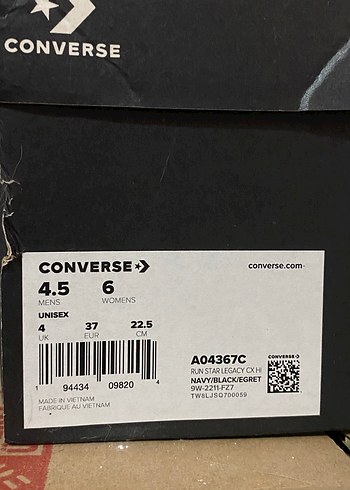 CONVERSE
CONVERSE
converse.com
4.5 6
MENS WOMENS
UNISEX
4 37 22.5
UK EUR CM
1 94434 09820 4
MADE IN VIETNAM
FABRIQUÉ AU VIETNAM
CONVERSE
A04367C
RUN STAR LEGACY CX HI
NAVY/BLACK/EGRET
9W-2211-FZ7
TW6LJSQ700059